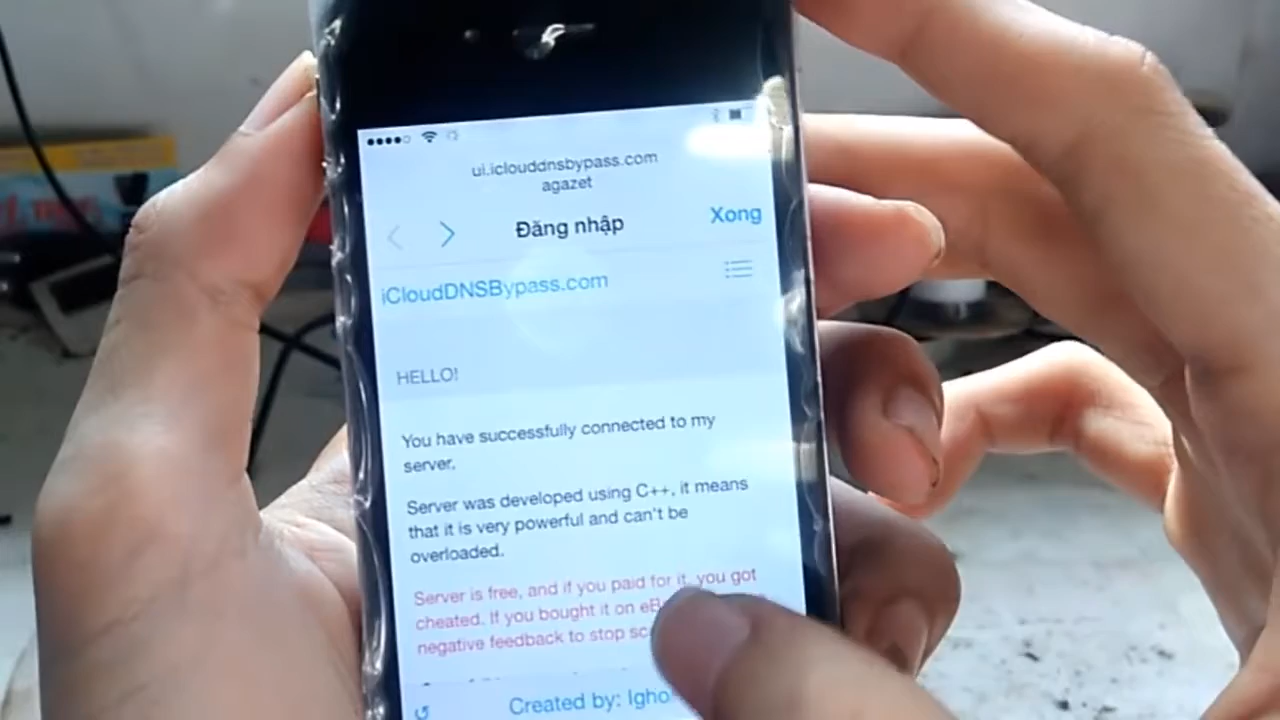 ui.iclouddnsbypass.com
agazet
Đăng nhập
Xong
iCloudDNSBypass.com
HELLO!
You have successfully connected to my
server.
Server was developed using C++, it means
that it is very powerful and can't be
overloaded.
Server is free, and if you paid for it, you got
cheated. If you bought it on
negative feedback to stop
Created by: